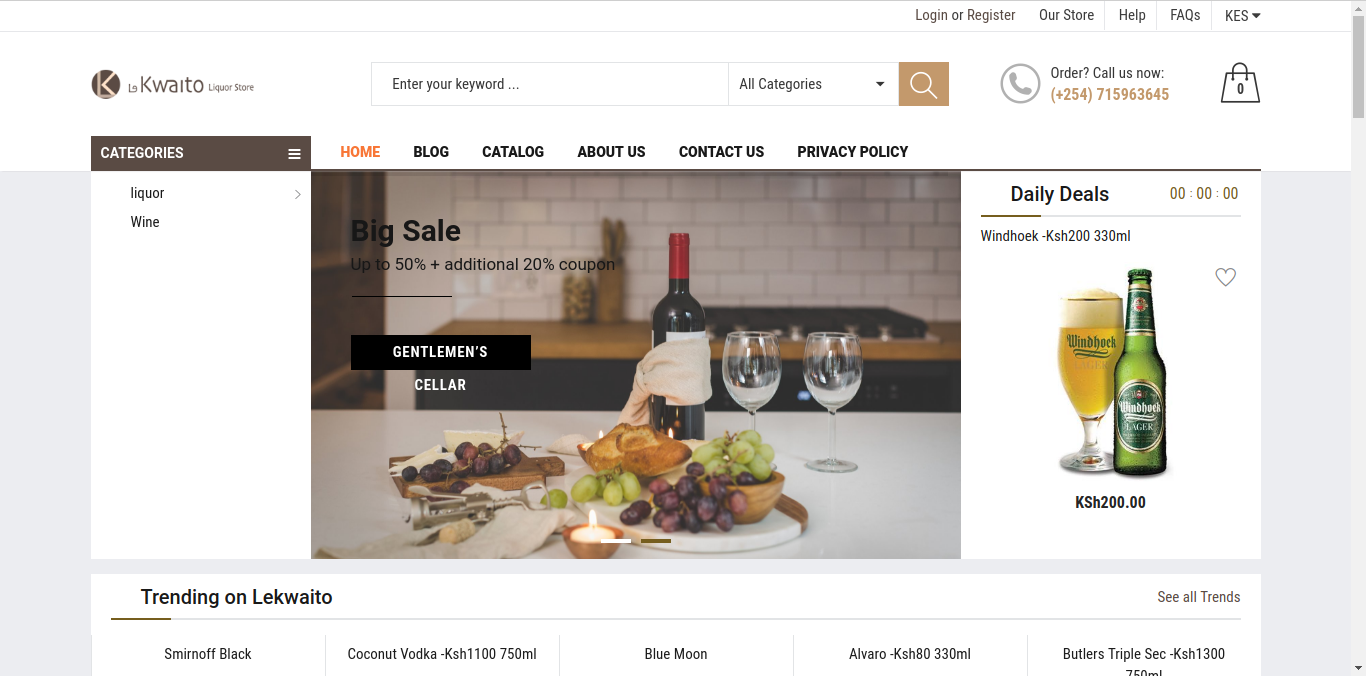 Login or Register
Our Store
Help
FAQs
KES
Le Kwaito Liquor Store
Enter your keyword ...
All Categories
Order? Call us now:
(+254) 715963645
0
CATEGORIES
HOME
BLOG
CATALOG
ABOUT US
CONTACT US
PRIVACY POLICY
liquor
Wine
Big Sale
Up to 50% + additional 20% coupon
GENTLEMEN'S
CELLAR
Daily Deals
00 : 00 : 00
Windhoek -Ksh200 330ml
Windhoek
LAGER
Windhoek
LAGER
KSh200.00
Trending on Lekwaito
See all Trends
Smirnoff Black
Coconut Vodka -Ksh1100 750ml
Blue Moon
Alvaro -Ksh80 330ml
Butlers Triple Sec -Ksh1300
750ml